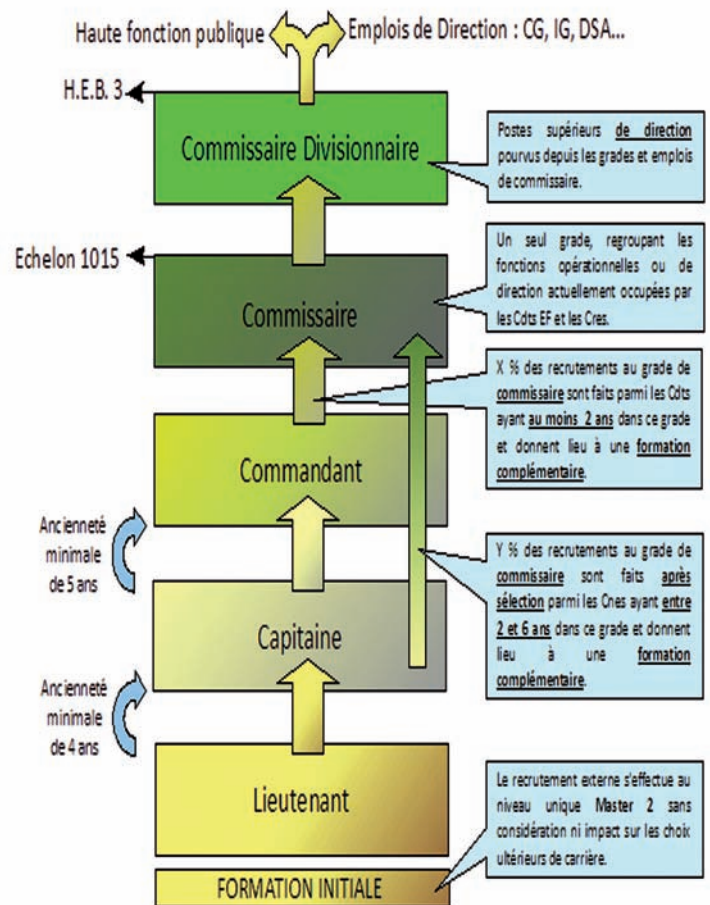 Haute fonction publique
Emplois de Direction : CG, IG, DSA...
H.E.B. 3
Commissaire Divisionnaire
Postes supérieurs de direction
pourvus depuis les grades et emplois
de commissaire.
Echelon 1015
Commissaire
Un seul grade, regroupant les
fonctions opérationnelles ou de
direction actuellement occupées par
les Cdts EF et les Cres.
X % des recrutements au grade de
commissaire sont faits parmi les Cdts
ayant au moins 2 ans dans ce grade
et donnent lieu à une formation
complémentaire.
Commandant
Ancienneté
minimale
de 5 ans
Y % des recrutements au grade de
commissaire sont faits après
sélection parmi les Cnes ayant entre
2 et 6 ans dans ce grade et donnent
lieu à une formation
complémentaire.
Capitaine
Ancienneté
minimale
de 4 ans
Lieutenant
Le recrutement externe s'effectue au
niveau unique Master 2 sans
considération ni impact sur les choix
ultérieurs de carrière.
FORMATION INITIALE